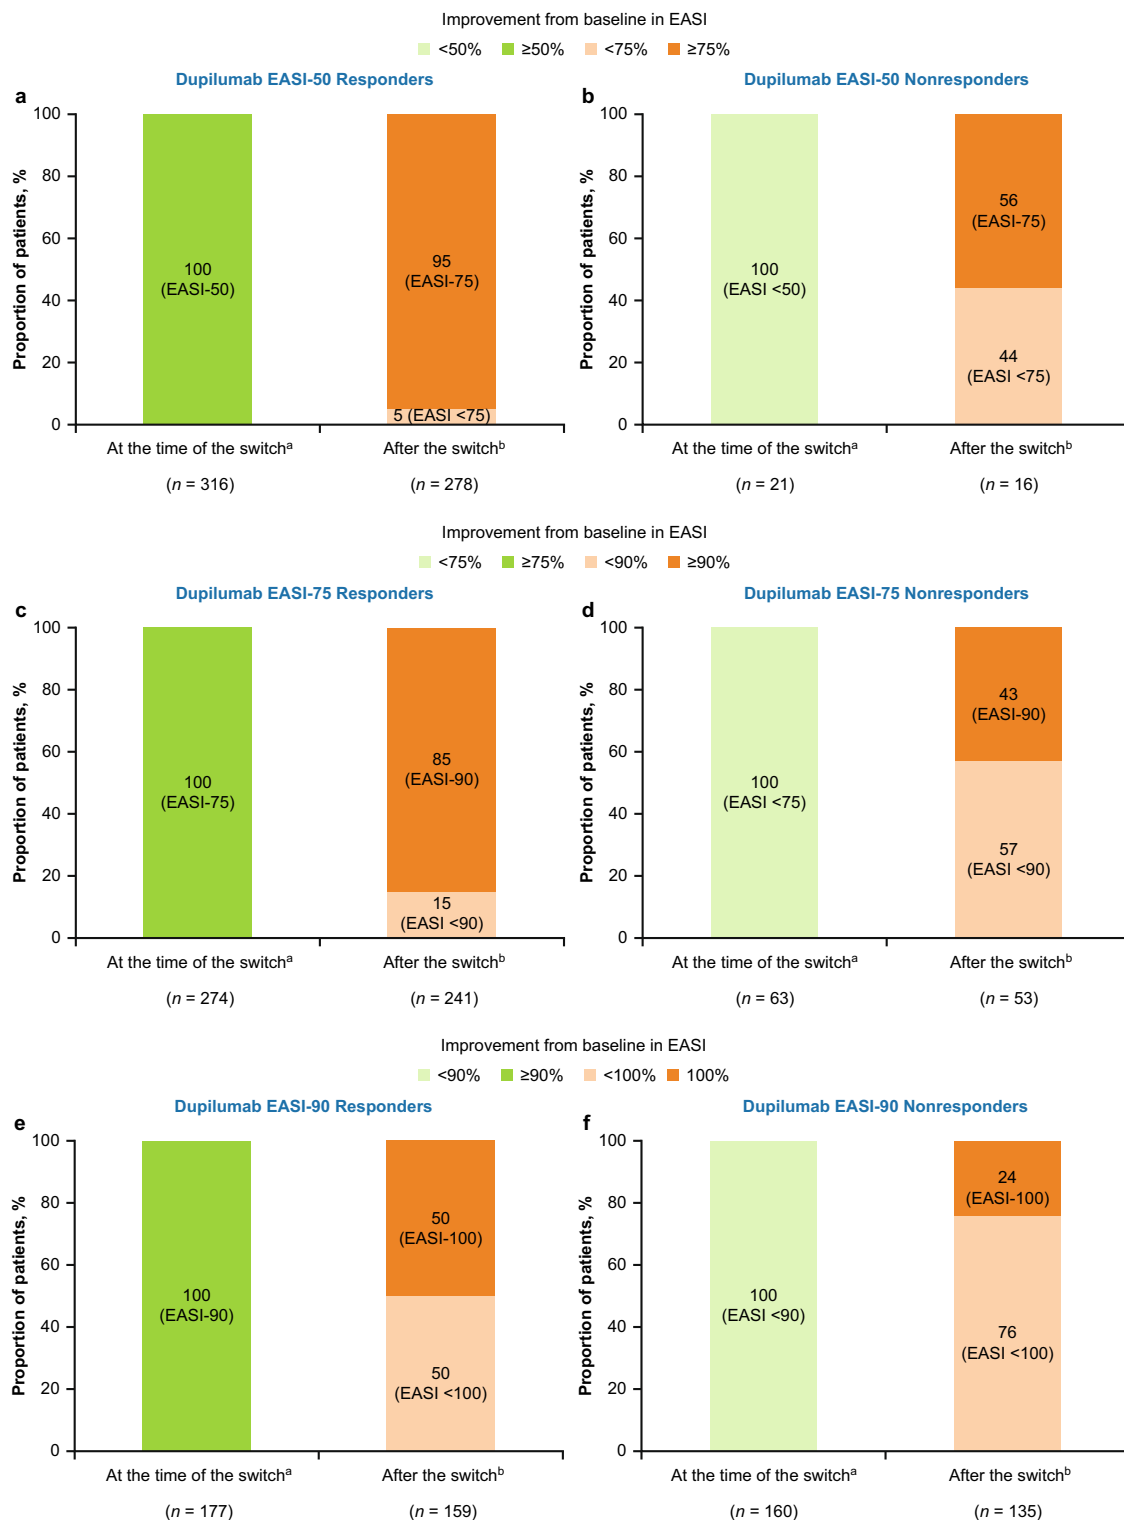 Improvement from baseline in EASI
<50% ≥50% <75% ≥75%
Dupilumab EASI-50 Responders
a
Proportion of patients, %
100
80
60
40
20
0
100
(EASI-50)
95
(EASI-75)
5 (EASI <75)
At the time of the switchᵃ
After the switchᵇ
(n = 316)
(n = 278)
Dupilumab EASI-50 Nonresponders
b
Proportion of patients, %
100
80
60
40
20
0
100
(EASI <50)
56
(EASI-75)
44
(EASI <75)
At the time of the switchᵃ
After the switchᵇ
(n = 21)
(n = 16)
Improvement from baseline in EASI
<75% ≥75% <90% ≥90%
Dupilumab EASI-75 Responders
c
Proportion of patients, %
100
80
60
40
20
0
100
(EASI-75)
85
(EASI-90)
15
(EASI <90)
At the time of the switchᵃ
After the switchᵇ
(n = 274)
(n = 241)
Dupilumab EASI-75 Nonresponders
d
Proportion of patients, %
100
80
60
40
20
0
100
(EASI <75)
43
(EASI-90)
57
(EASI <90)
At the time of the switchᵃ
After the switchᵇ
(n = 63)
(n = 53)
Improvement from baseline in EASI
<90% ≥90% <100% 100%
Dupilumab EASI-90 Responders
e
Proportion of patients, %
100
80
60
40
20
0
100
(EASI-90)
50
(EASI-100)
50
(EASI <100)
At the time of the switchᵃ
After the switchᵇ
(n = 177)
(n = 159)
Dupilumab EASI-90 Nonresponders
f
Proportion of patients, %
100
80
60
40
20
0
100
(EASI <90)
24
(EASI-100)
76
(EASI <100)
At the time of the switchᵃ
After the switchᵇ
(n = 160)
(n = 135)